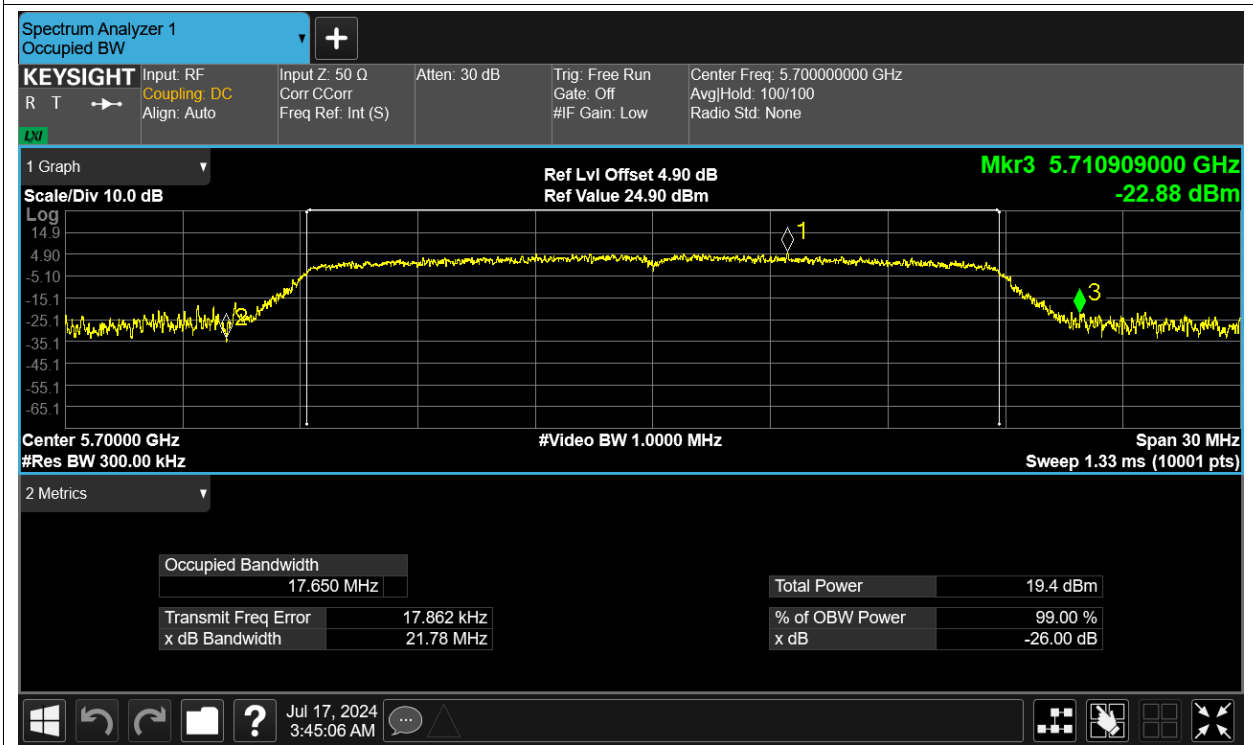 Spectrum Analyzer 1
Occupied BW
KEYSIGHT
R T
LXI
Input: RF
Coupling: DC
Align: Auto
Input Z: 50 Ω
Corr CCorr
Freq Ref: Int (S)
Atten: 30 dB
Trig: Free Run
Gate: Off
#IF Gain: Low
Center Freq: 5.700000000 GHz
Avg|Hold: 100/100
Radio Std: None
1 Graph
Scale/Div 10.0 dB
Ref Lvl Offset 4.90 dB
Ref Value 24.90 dBm
Mkr3 5.710909000 GHz
-22.88 dBm
Log
14.9
4.90
-5.10
-15.1
-25.1
-35.1
-45.1
-55.1
-65.1
1
2
3
Center 5.70000 GHz
#Res BW 300.00 kHz
#Video BW 1.0000 MHz
Span 30 MHz
Sweep 1.33 ms (10001 pts)
2 Metrics
Occupied Bandwidth
17.650 MHz
Transmit Freq Error 17.862 kHz
x dB Bandwidth 21.78 MHz
Total Power 19.4 dBm
% of OBW Power 99.00 %
x dB -26.00 dB
?
Jul 17, 2024
3:45:06 AM